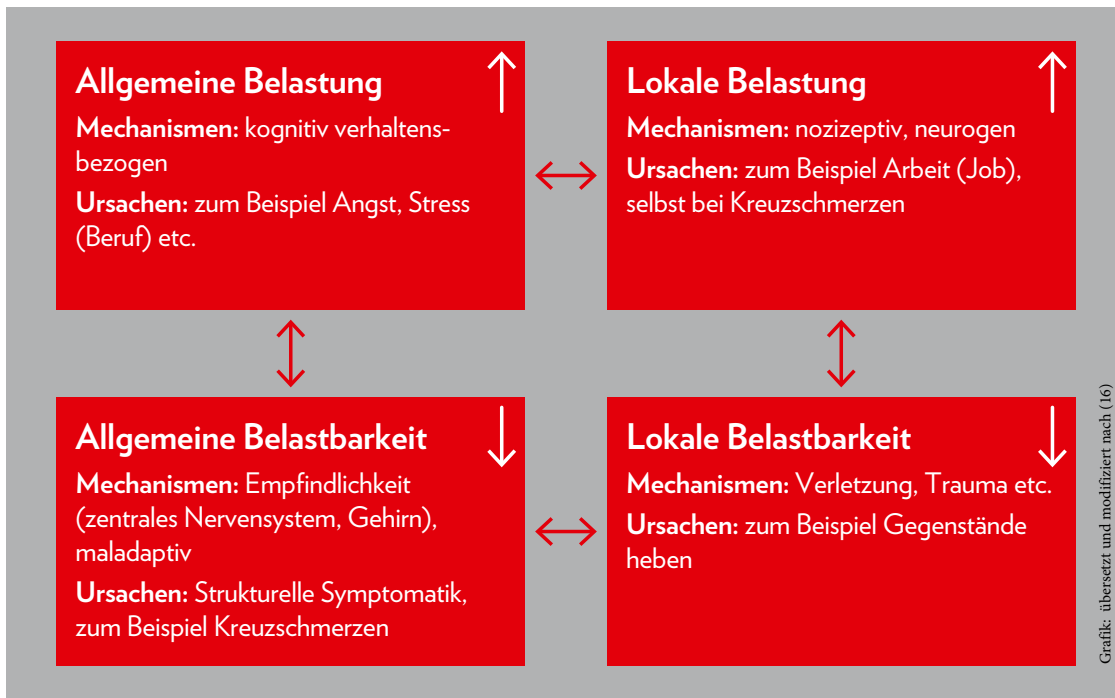 Allgemeine Belastung
Mechanismen: kognitiv verhaltens-
bezogen
Ursachen: zum Beispiel Angst, Stress
(Beruf) etc.
Lokale Belastung
Mechanismen: nozizeptiv, neurogen
Ursachen: zum Beispiel Arbeit (Job),
selbst bei Kreuzschmerzen
Allgemeine Belastbarkeit
Mechanismen: Empfindlichkeit
(zentrales Nervensystem, Gehirn),
maladaptiv
Ursachen: Strukturelle Symptomatik,
zum Beispiel Kreuzschmerzen
Lokale Belastbarkeit
Mechanismen: Verletzung, Trauma etc.
Ursachen: zum Beispiel Gegenstände
heben
Grafik: übersetzt und modifiziert nach (16)